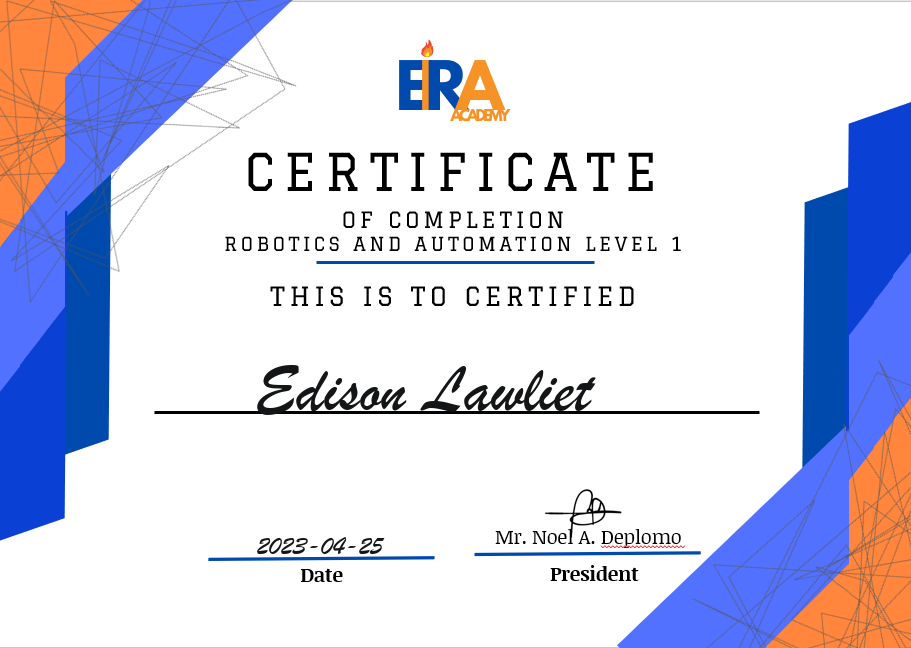 ERA
ACADEMY
CERTIFICATE
OF COMPLETION
ROBOTICS AND AUTOMATION LEVEL 1
THIS IS TO CERTIFIED
Edison Lawliet
2023-04-25
Date
Mr. Noel A. Deplomo
President